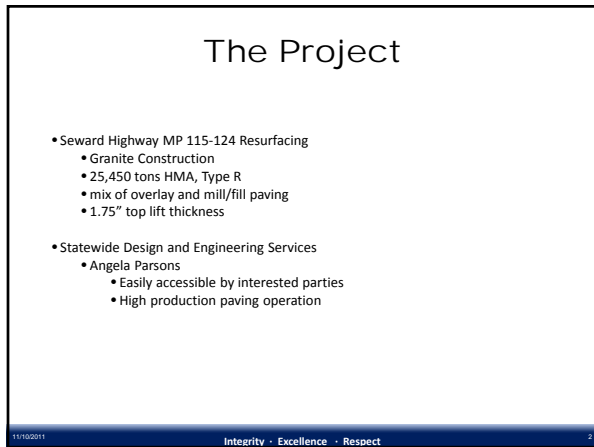 The Project
• Seward Highway MP 115-124 Resurfacing
• Granite Construction
• 25,450 tons HMA, Type R
• mix of overlay and mill/fill paving
• 1.75” top lift thickness
• Statewide Design and Engineering Services
• Angela Parsons
• Easily accessible by interested parties
• High production paving operation
11/10/2011
Integrity · Excellence · Respect
2